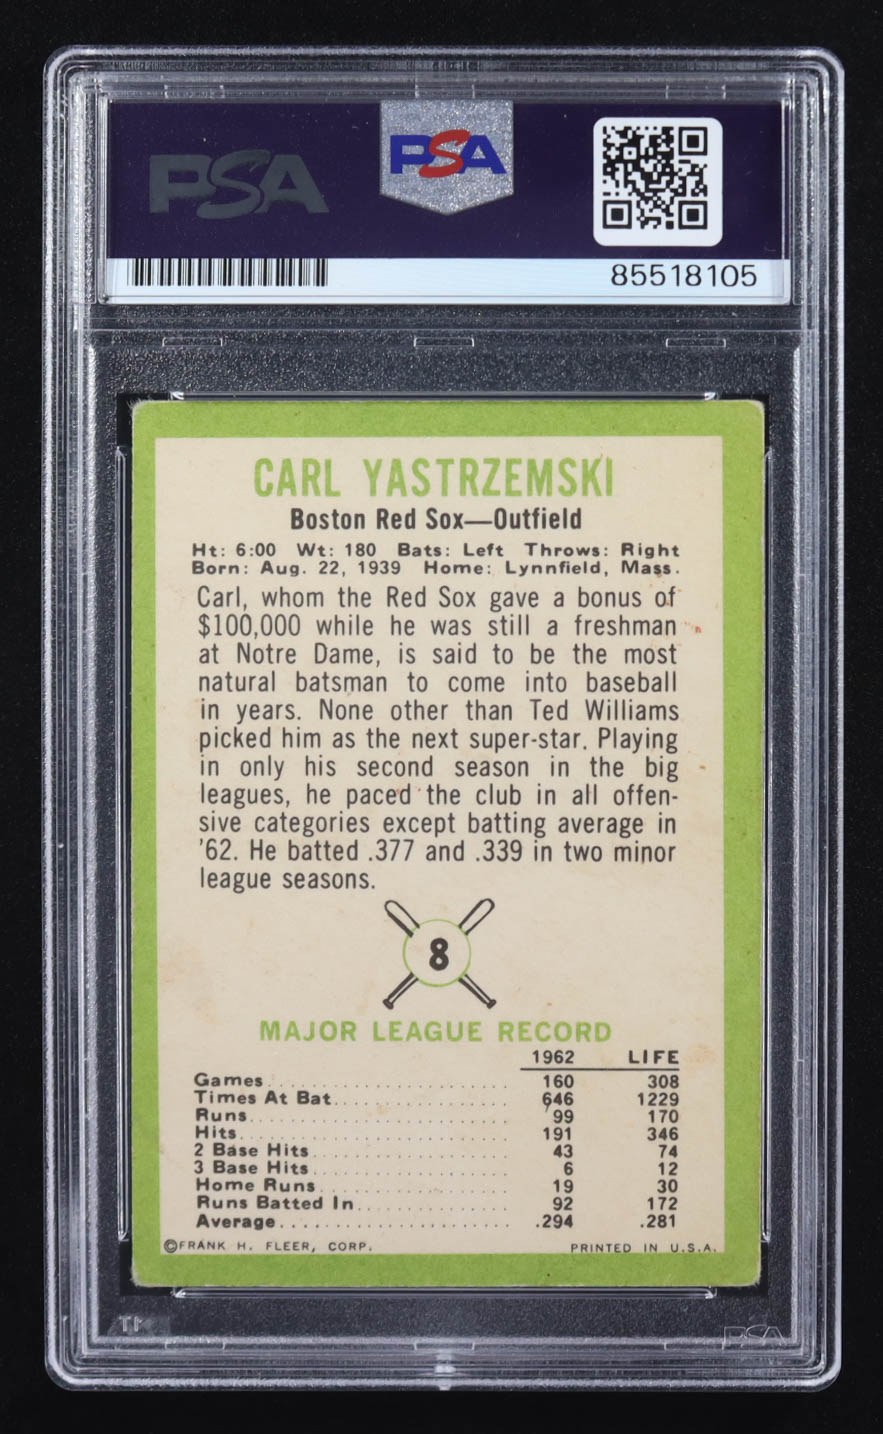 PSA
PSA
85518105
CARL YASTRZEMSKI
Boston Red Sox—Outfield
Ht: 6:00 Wt: 180 Bats: Left Throws: Right
Born: Aug. 22, 1939 Home: Lynnfield, Mass.
Carl, whom the Red Sox gave a bonus of
$100,000 while he was still a freshman
at Notre Dame, is said to be the most
natural batsman to come into baseball
in years. None other than Ted Williams
picked him as the next super-star. Playing
in only his second season in the big
leagues, he paced the club in all offen-
sive categories except batting average in
'62. He batted .377 and .339 in two minor
league seasons.
8
MAJOR LEAGUE RECORD
1962 LIFE
Games 160 308
Times At Bat 646 1229
Runs 99 170
Hits 191 346
2 Base Hits 43 74
3 Base Hits 6 12
Home Runs 19 30
Runs Batted In 92 172
Average .294 .281
©FRANK H. FLEER, CORP. PRINTED IN U.S.A.
PSA